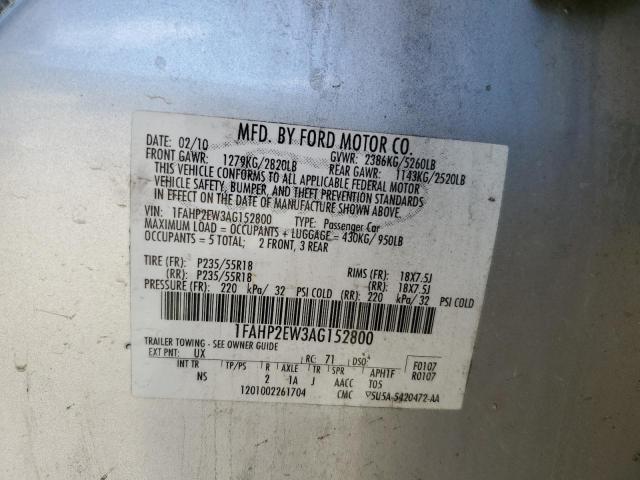 MFD. BY FORD MOTOR CO.
DATE: 02/10 GVWR: 2386KG/5260LB
FRONT GAWR: 1279KG/2820LB REAR GAWR: 1143KG/2520LB
THIS VEHICLE CONFORMS TO ALL APPLICABLE FEDERAL MOTOR
VEHICLE SAFETY, BUMPER, AND THEFT PREVENTION STANDARDS
IN EFFECT ON THE DATE OF MANUFACTURE SHOWN ABOVE.
VIN: 1FAHP2EW3AG152800 TYPE: Passenger Car
MAXIMUM LOAD = OCCUPANTS + LUGGAGE = 430KG/ 950LB
OCCUPANTS = 5 TOTAL; 2 FRONT, 3 REAR
TIRE (FR): P235/55R18 RIMS (FR): 18X7.5J
(RR): P235/55R18 (RR): 18X7.5J
PRESSURE (FR): 220 kPa/ 32 PSI COLD (RR): 220 kPa/ 32 PSI COLD
1FAHP2EW3AG152800
TRAILER TOWING - SEE OWNER GUIDE
EXT PNT: UX RC: 71 DSO: F0107
R0107
INT TR TP/PS R AXLE TR SPR APHTF
NS 2 1A J AACC T05
1201002261704 CMC 5U5A-5420472-AA